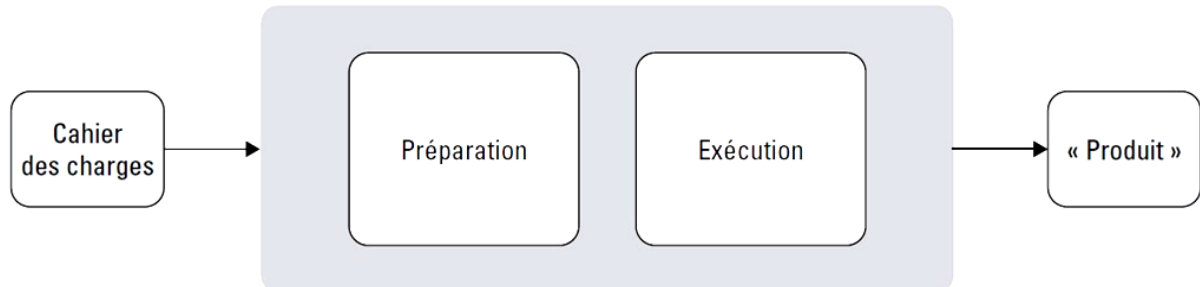 Cahier
des charges
Préparation
Exécution
« Produit »